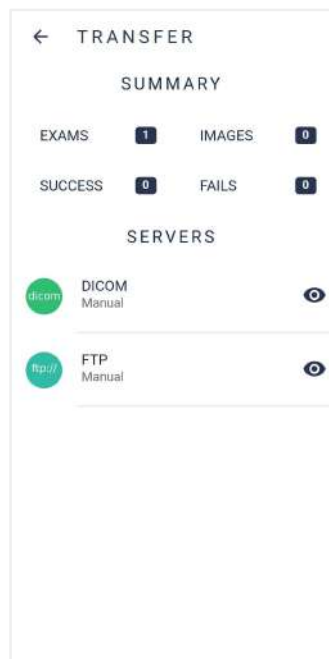 TRANSFER
SUMMARY
EXAMS 1 IMAGES 0
SUCCESS 0 FAILS 0
SERVERS
dicom
DICOM
Manual
ftp://
FTP
Manual